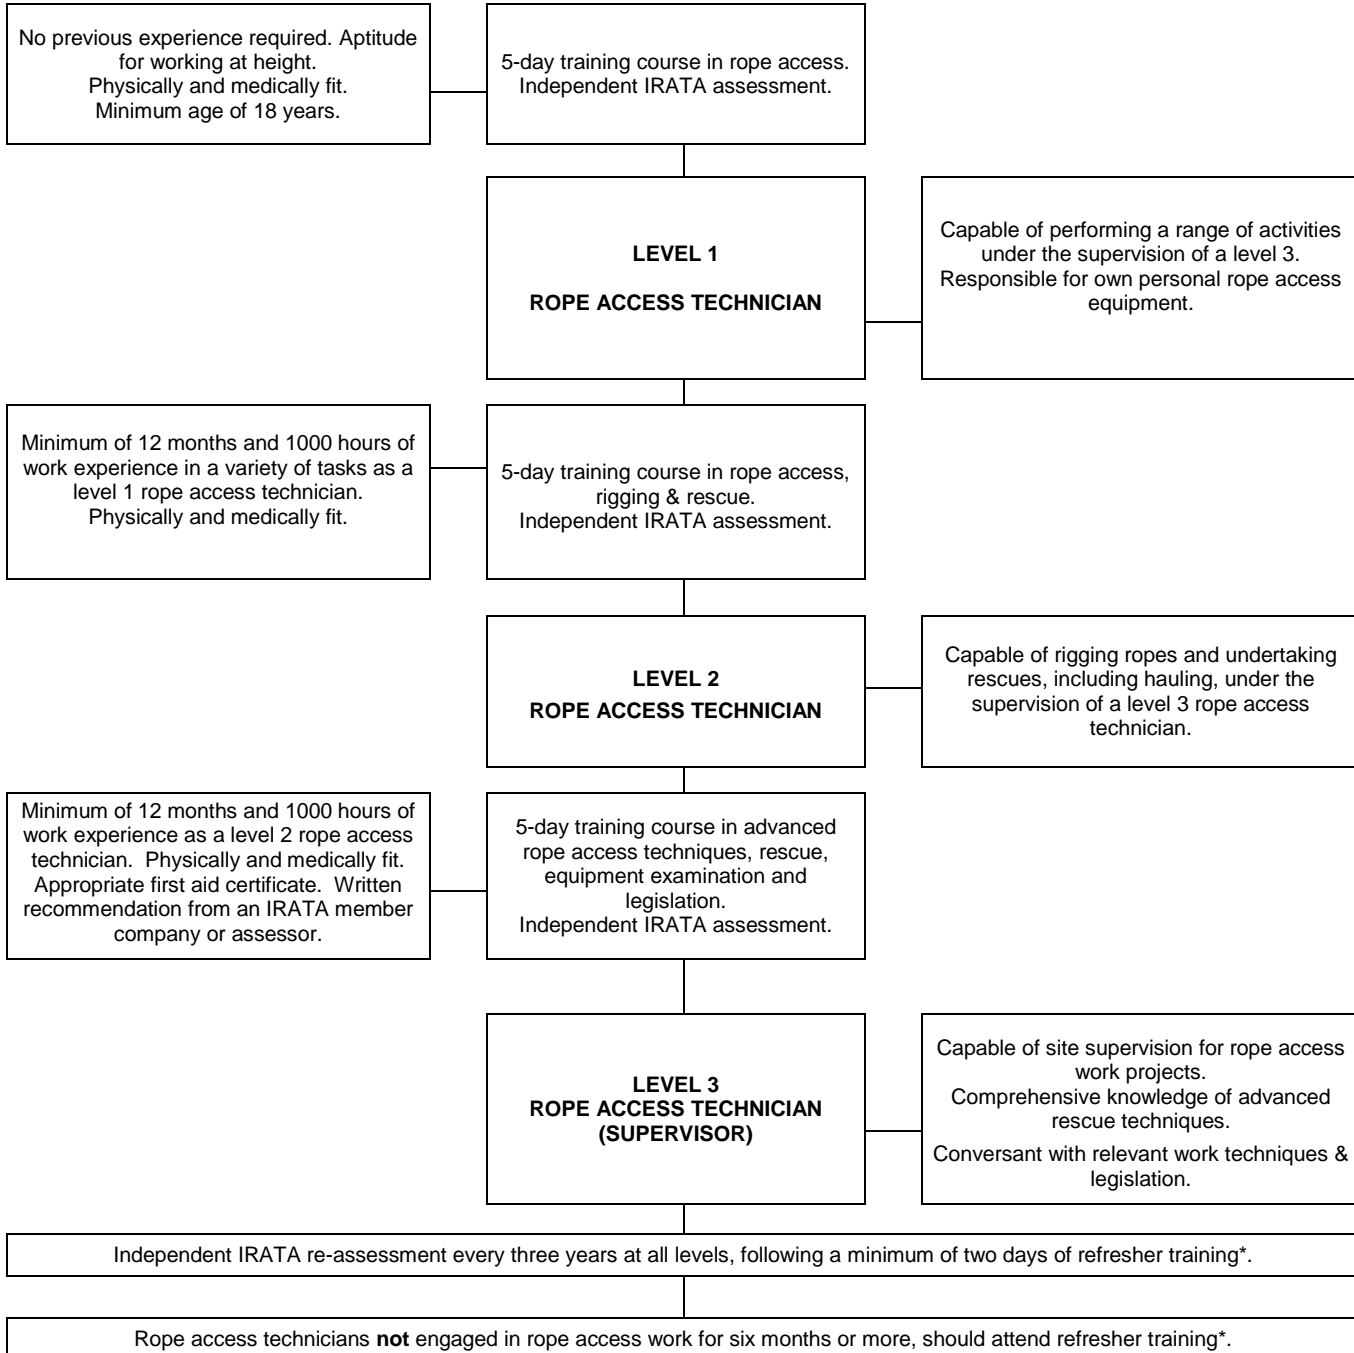 No previous experience required. Aptitude
for working at height.
Physically and medically fit.
Minimum age of 18 years.
5-day training course in rope access.
Independent IRATA assessment.
LEVEL 1
ROPE ACCESS TECHNICIAN
Capable of performing a range of activities
under the supervision of a level 3.
Responsible for own personal rope access
equipment.
Minimum of 12 months and 1000 hours of
work experience in a variety of tasks as a
level 1 rope access technician.
Physically and medically fit.
5-day training course in rope access,
rigging & rescue.
Independent IRATA assessment.
LEVEL 2
ROPE ACCESS TECHNICIAN
Capable of rigging ropes and undertaking
rescues, including hauling, under the
supervision of a level 3 rope access
technician.
Minimum of 12 months and 1000 hours of
work experience as a level 2 rope access
technician. Physically and medically fit.
Appropriate first aid certificate. Written
recommendation from an IRATA member
company or assessor.
5-day training course in advanced
rope access techniques, rescue,
equipment examination and
legislation.
Independent IRATA assessment.
LEVEL 3
ROPE ACCESS TECHNICIAN
(SUPERVISOR)
Capable of site supervision for rope access
work projects.
Comprehensive knowledge of advanced
rescue techniques.
Conversant with relevant work techniques &
legislation.
Independent IRATA re-assessment every three years at all levels, following a minimum of two days of refresher training*.
Rope access technicians not engaged in rope access work for six months or more, should attend refresher training*.